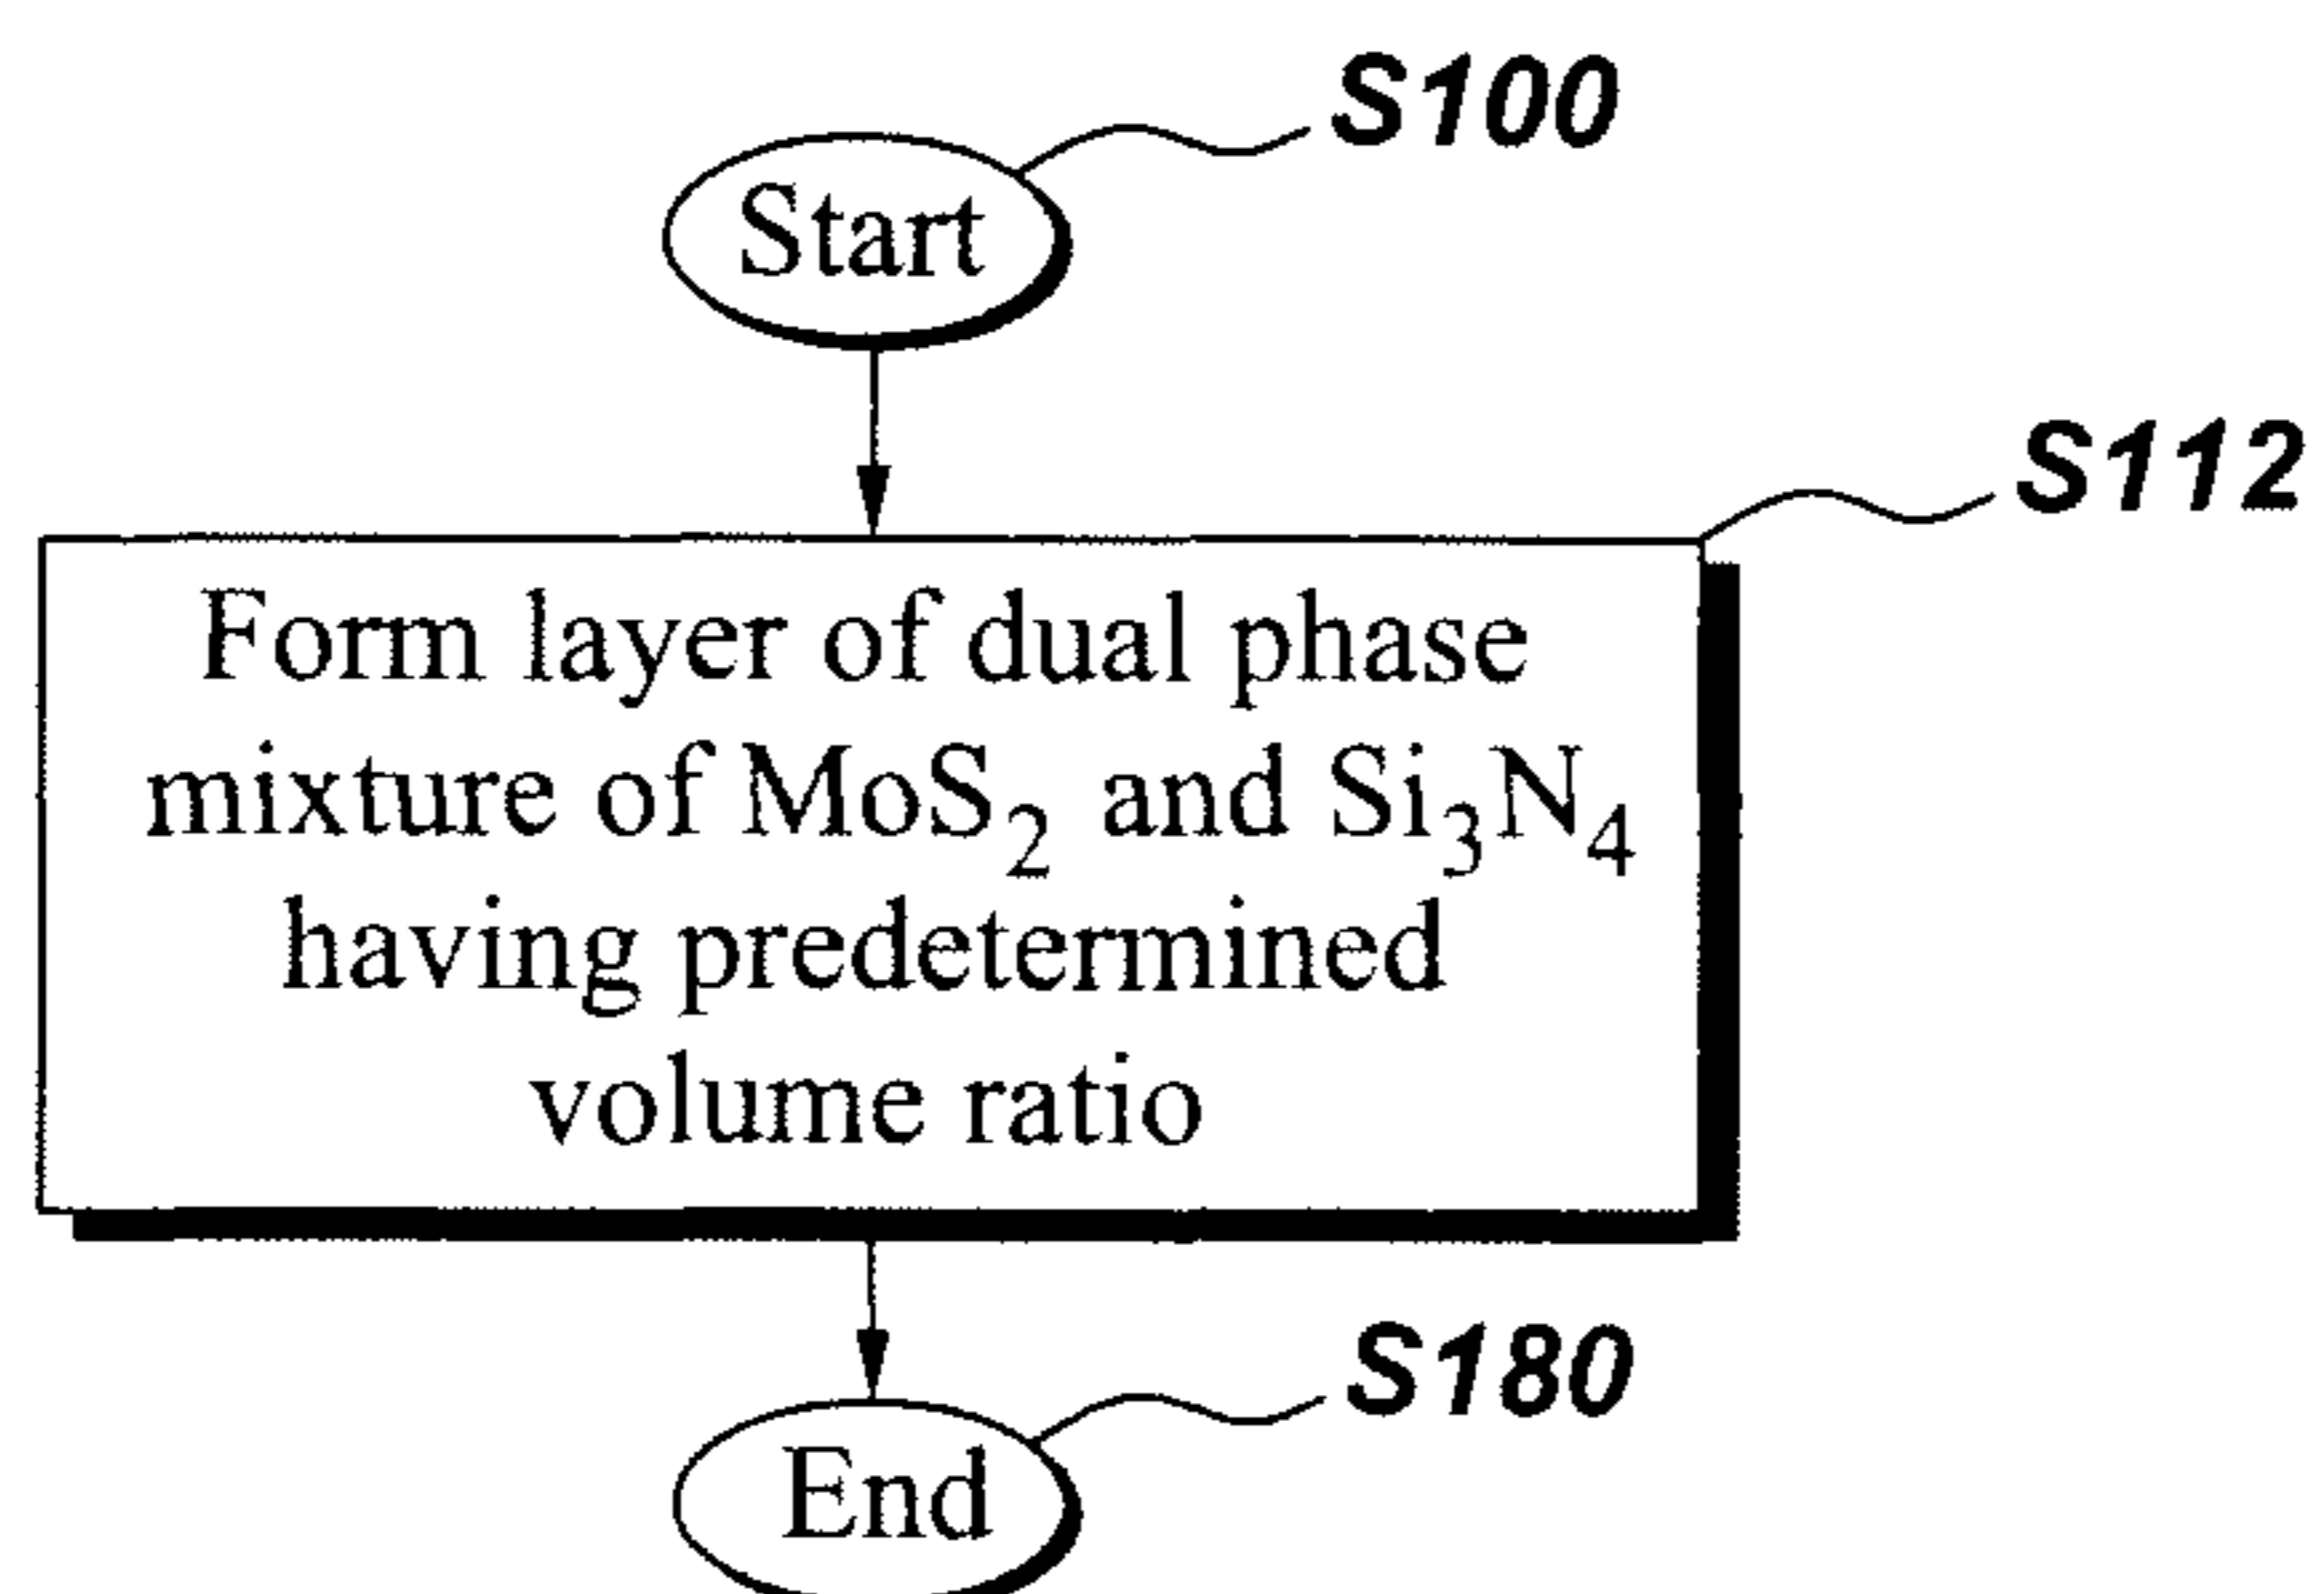 S100
Start
S112
Form layer of dual phase
mixture of MoS₂ and Si₃N₄
having predetermined
volume ratio
S180
End